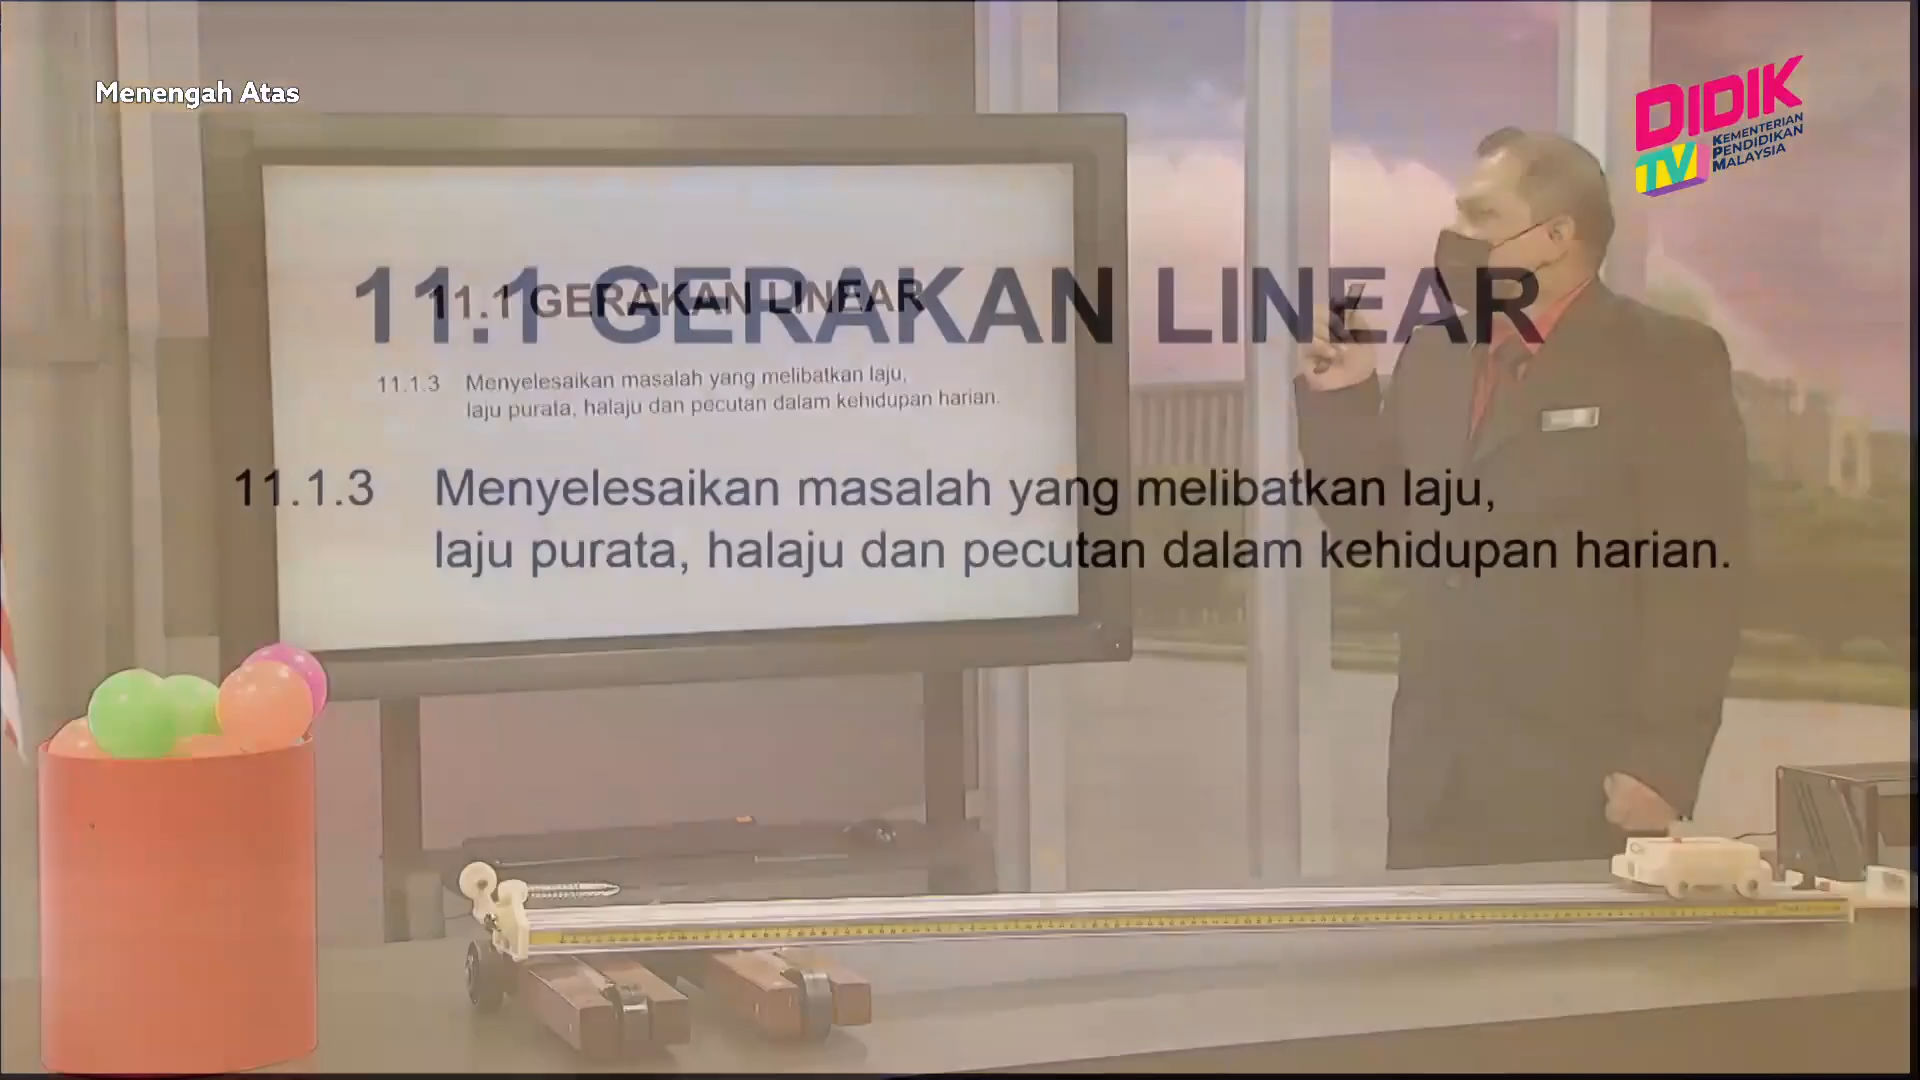 Menengah Atas
DIDIK
TV
KEMENTERIAN
PENDIDIKAN
MALAYSIA
11.1 GERAKAN LINEAR
11.1.3 Menyelesaikan masalah yang melibatkan laju,
laju purata, halaju dan pecutan dalam kehidupan harian.
11.1 GERAKAN LINEAR
11.1.3 Menyelesaikan masalah yang melibatkan laju,
laju purata, halaju dan pecutan dalam kehidupan harian.